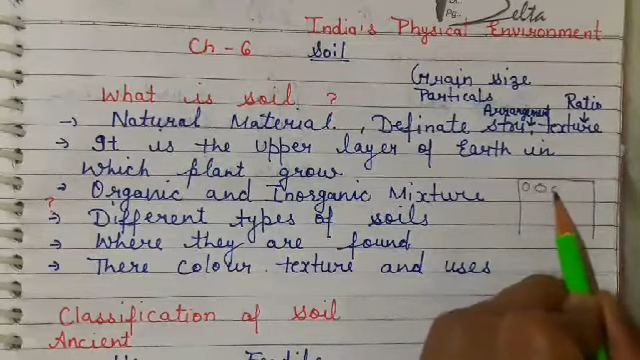 Delta
India's Physical Environment
Ch - 6
Soil
Grain size
Particals
What is soil ?
Arrangement
Ratio
→ Natural Material, Definate Struc-texture
→ It is the upper layer of Earth in
which plant grow
→ Organic and Inorganic Mixture
?
→ Different types of soils
→ Where they are found
→ There colour texture and uses
Classification of soil
Ancient